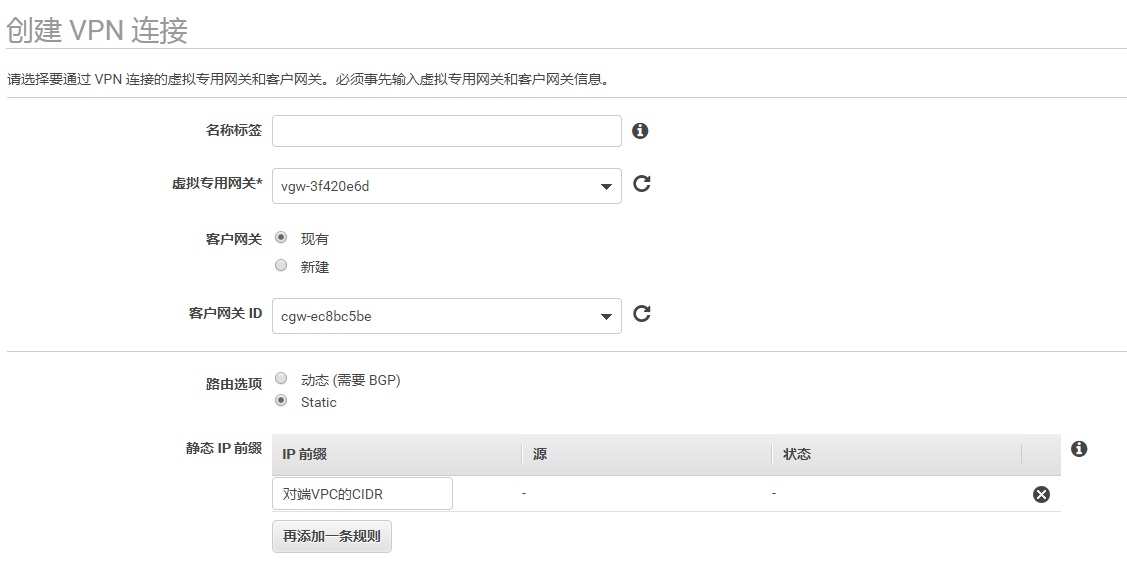 创建 VPN 连接
请选择要通过 VPN 连接的虚拟专用网关和客户网关。必须事先输入虚拟专用网关和客户网关信息。
名称标签
虚拟专用网关* vgw-3f420e6d
客户网关 现有
新建
客户网关 ID cgw-ec8bc5be
路由选项 动态 (需要 BGP)
Static
静态 IP 前缀 IP 前缀 源 状态
对端VPC的CIDR - -
再添加一条规则